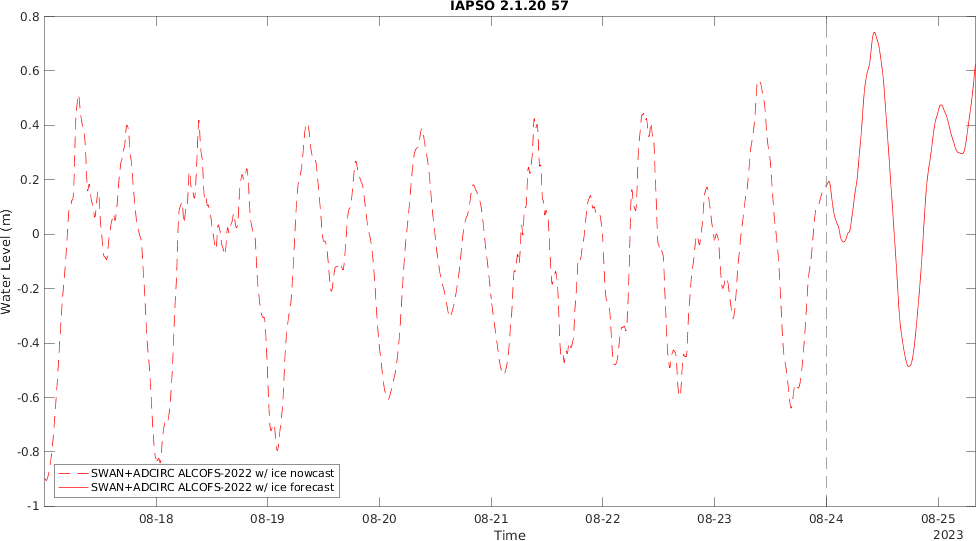 IAPSO 2.1.20 57
0.8
0.6
0.4
0.2
0
-0.2
-0.4
-0.6
-0.8
-1
Water Level (m)
SWAN+ADCIRC ALCOFS-2022 w/ ice nowcast
SWAN+ADCIRC ALCOFS-2022 w/ ice forecast
08-18 08-19 08-20 08-21 08-22 08-23 08-24 08-25
Time
2023